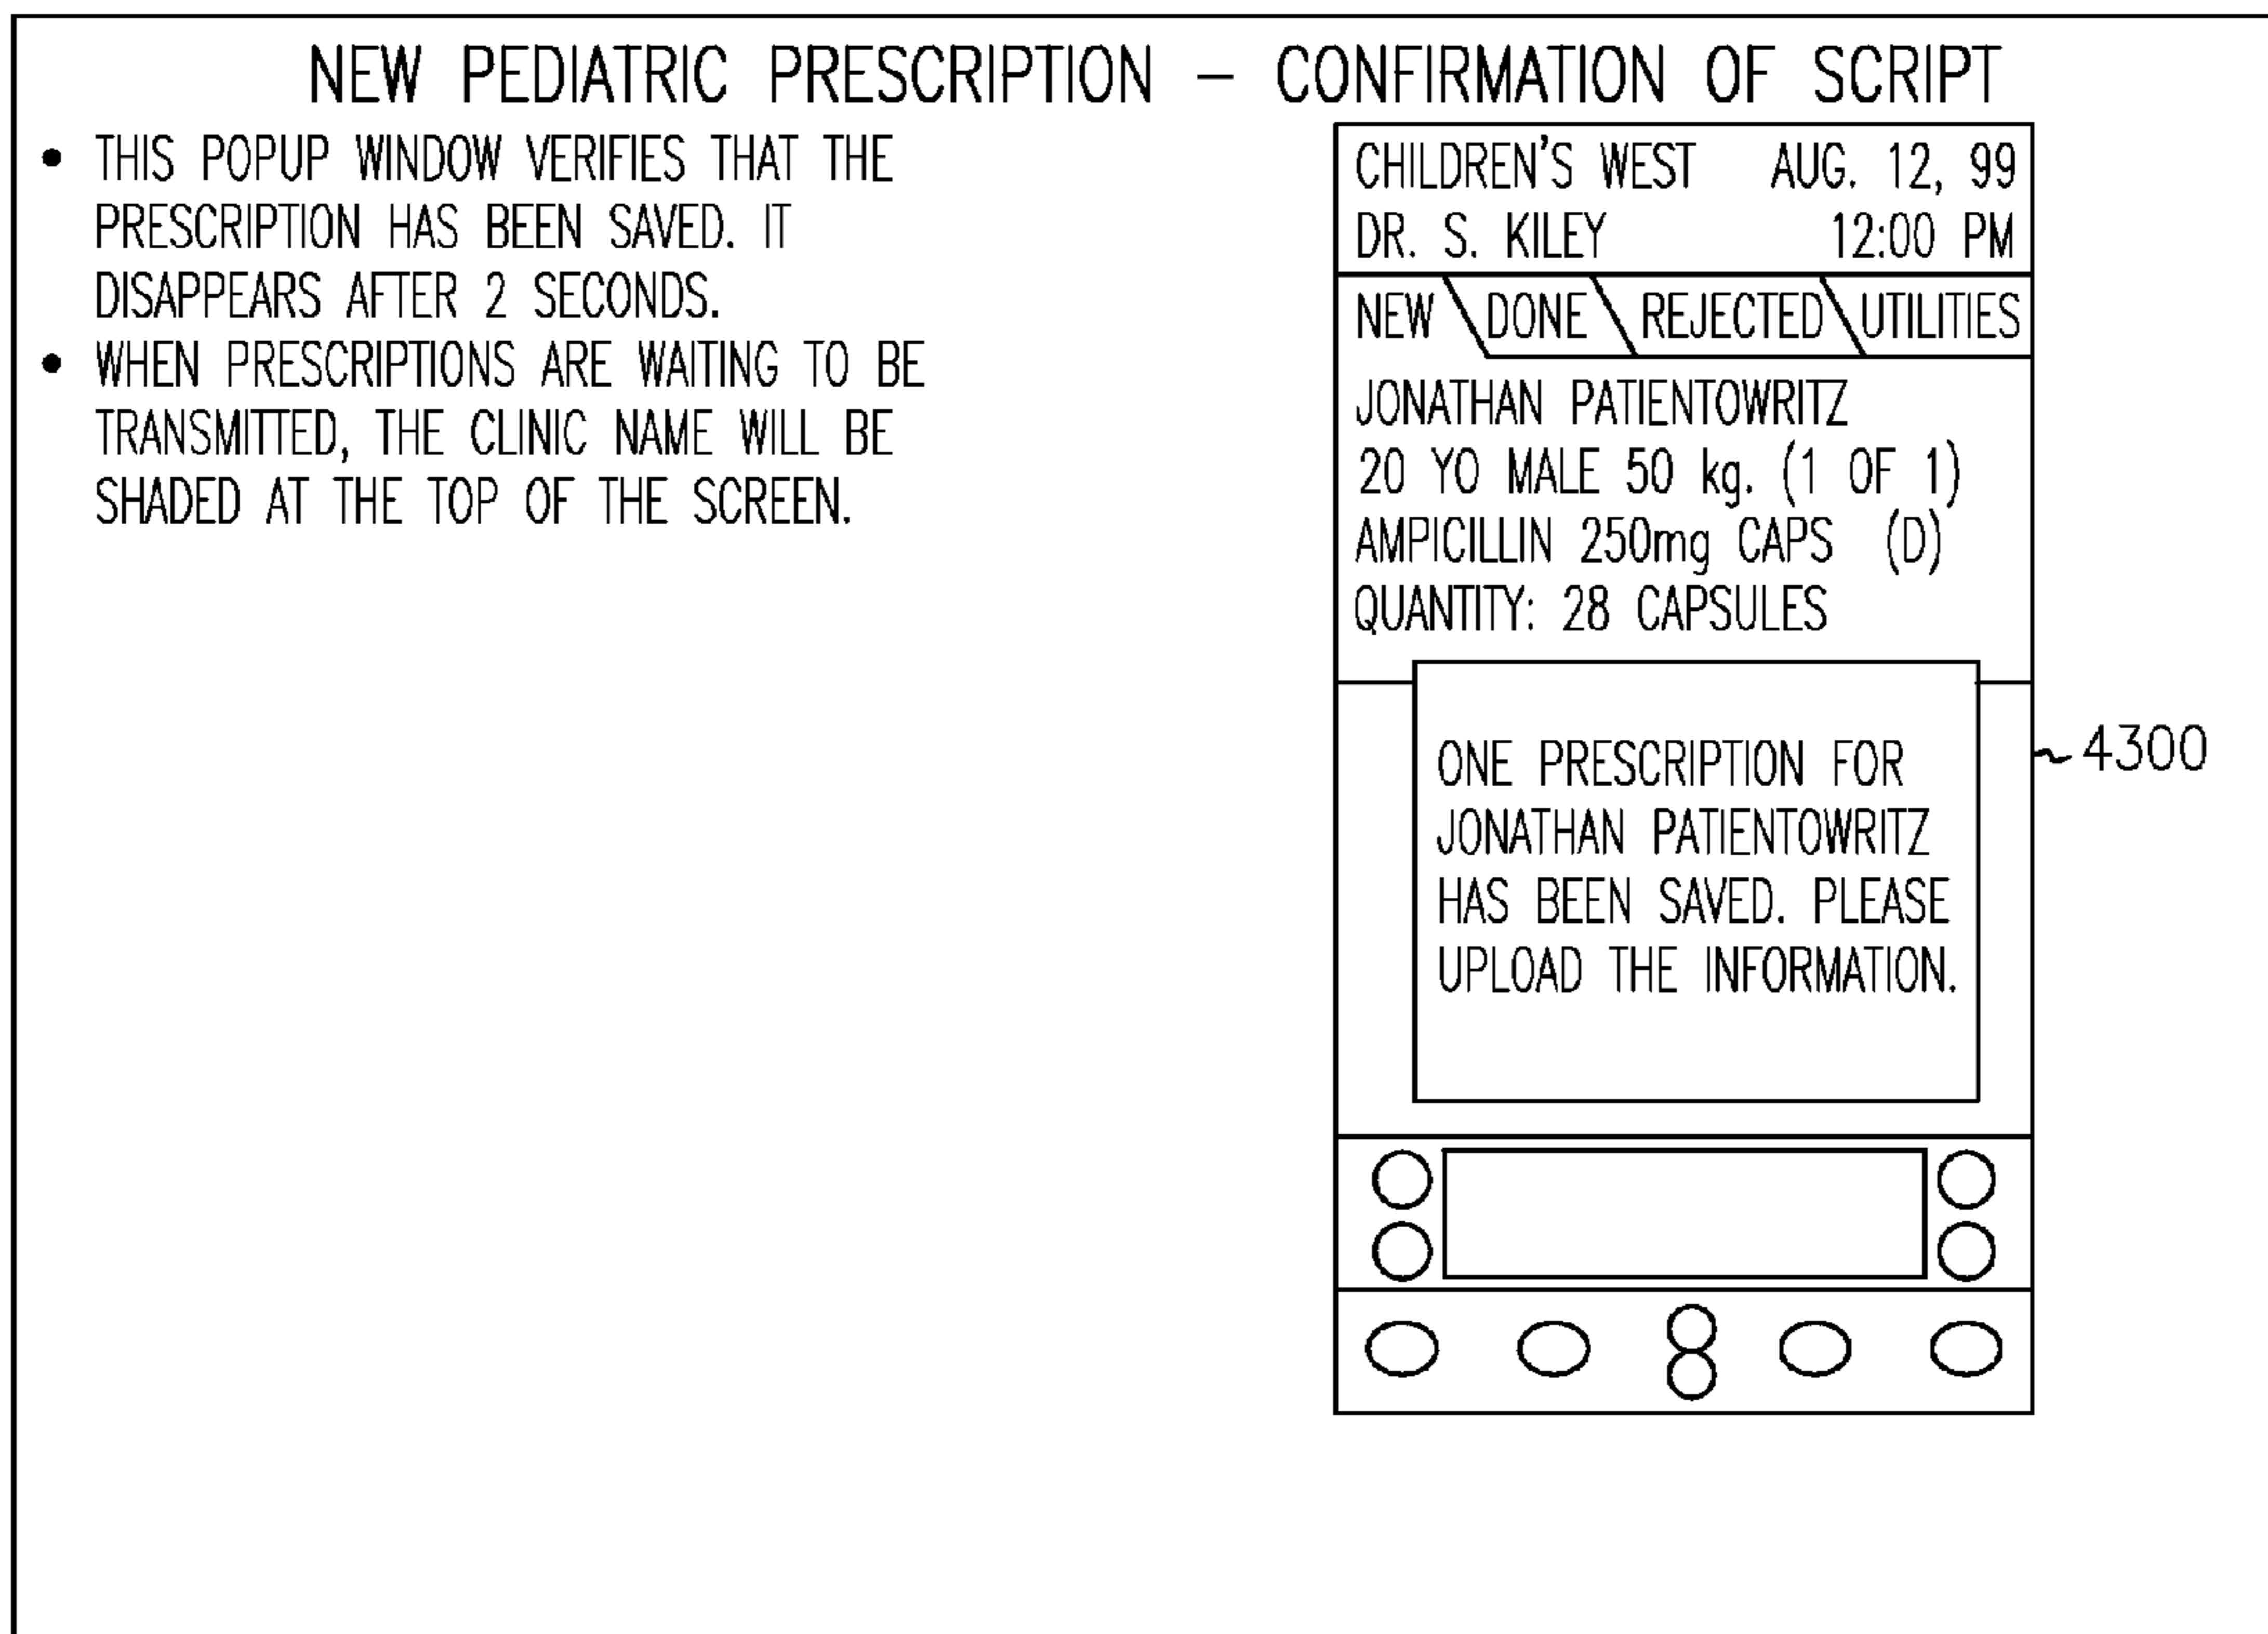 NEW PEDIATRIC PRESCRIPTION – CONFIRMATION OF SCRIPT
• THIS POPUP WINDOW VERIFIES THAT THE
PRESCRIPTION HAS BEEN SAVED. IT
DISAPPEARS AFTER 2 SECONDS.
• WHEN PRESCRIPTIONS ARE WAITING TO BE
TRANSMITTED, THE CLINIC NAME WILL BE
SHADED AT THE TOP OF THE SCREEN.
CHILDREN'S WEST AUG. 12, 99
DR. S. KILEY 12:00 PM
NEW DONE REJECTED UTILITIES
JONATHAN PATIENTOWRITZ
20 YO MALE 50 kg. (1 OF 1)
AMPICILLIN 250mg CAPS (D)
QUANTITY: 28 CAPSULES
ONE PRESCRIPTION FOR
JONATHAN PATIENTOWRITZ
HAS BEEN SAVED. PLEASE
UPLOAD THE INFORMATION.
4300